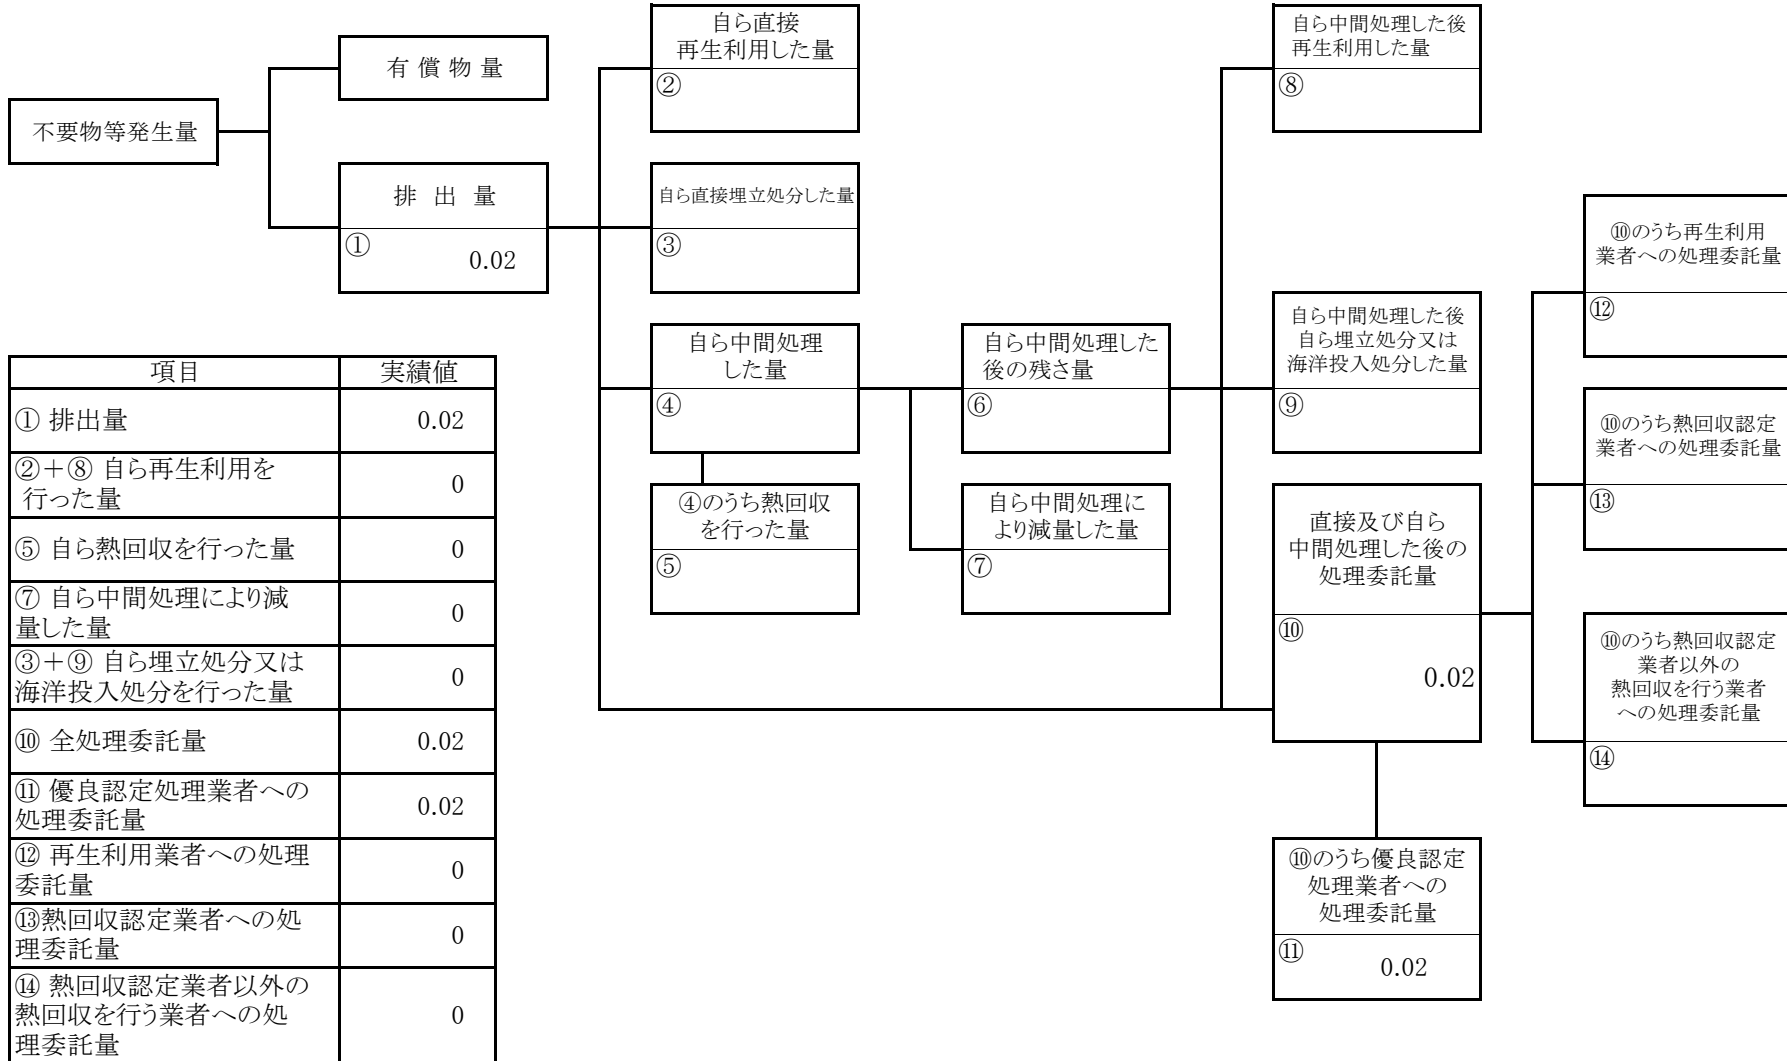 不要物等発生量
有 償 物 量
排 出 量
①
0.02
自ら直接
再生利用した量
②
自ら直接埋立処分した量
③
自ら中間処理
した量
④
④のうち熱回収
を行った量
⑤
自ら中間処理した
後の残さ量
⑥
自ら中間処理に
より減量した量
⑦
自ら中間処理した後
再生利用した量
⑧
自ら中間処理した後
自ら埋立処分又は
海洋投入処分した量
⑨
直接及び自ら
中間処理した後の
処理委託量
⑩
0.02
⑩のうち優良認定
処理業者への
処理委託量
⑪
0.02
⑩のうち再生利用
業者への処理委託量
⑫
⑩のうち熱回収認定
業者への処理委託量
⑬
⑩のうち熱回収認定
業者以外の
熱回収を行う業者
への処理委託量
⑭
項目 実績値
① 排出量 0.02
②＋⑧ 自ら再生利用を
行った量 0
⑤ 自ら熱回収を行った量 0
⑦ 自ら中間処理により減
量した量 0
③＋⑨ 自ら埋立処分又は
海洋投入処分を行った量 0
⑩ 全処理委託量 0.02
⑪ 優良認定処理業者への
処理委託量 0.02
⑫ 再生利用業者への処理
委託量 0
⑬熱回収認定業者への処
理委託量 0
⑭ 熱回収認定業者以外の
熱回収を行う業者への処
理委託量 0